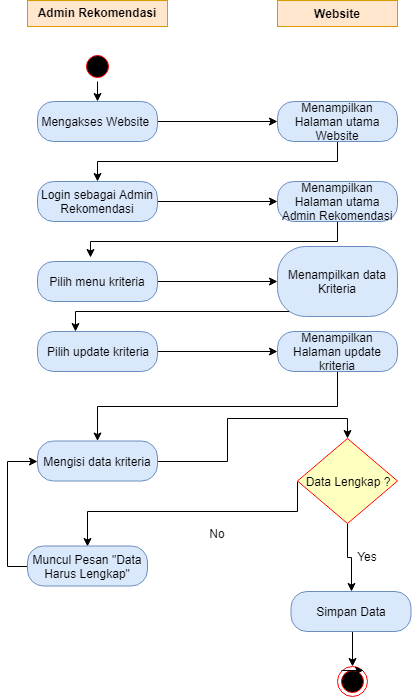 Admin Rekomendasi
Website
Mengakses Website
Menampilkan
Halaman utama
Website
Login sebagai Admin
Rekomendasi
Menampilkan
Halaman utama
Admin Rekomendasi
Pilih menu kriteria
Menampilkan data
Kriteria
Pilih update kriteria
Menampilkan
Halaman update
kriteria
Mengisi data kriteria
Data Lengkap ?
No
Muncul Pesan "Data
Harus Lengkap"
Yes
Simpan Data